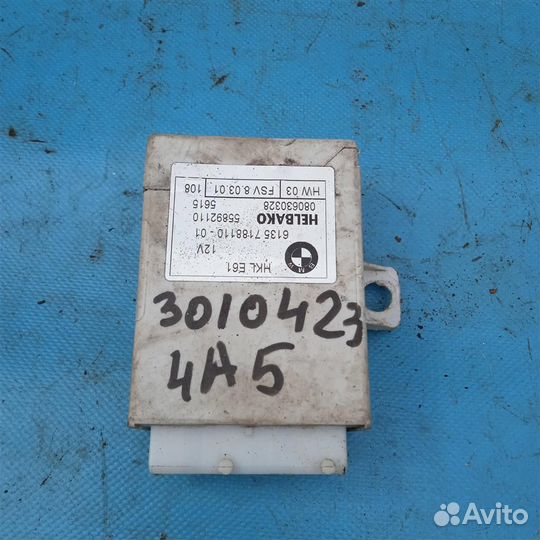 HKL E61
12V
6135 7188110 - 01
HELBAKO 55892110
080630328 5615
HW 03 FSV 8.03.01 108
BMW
3010423
4A5
Avito